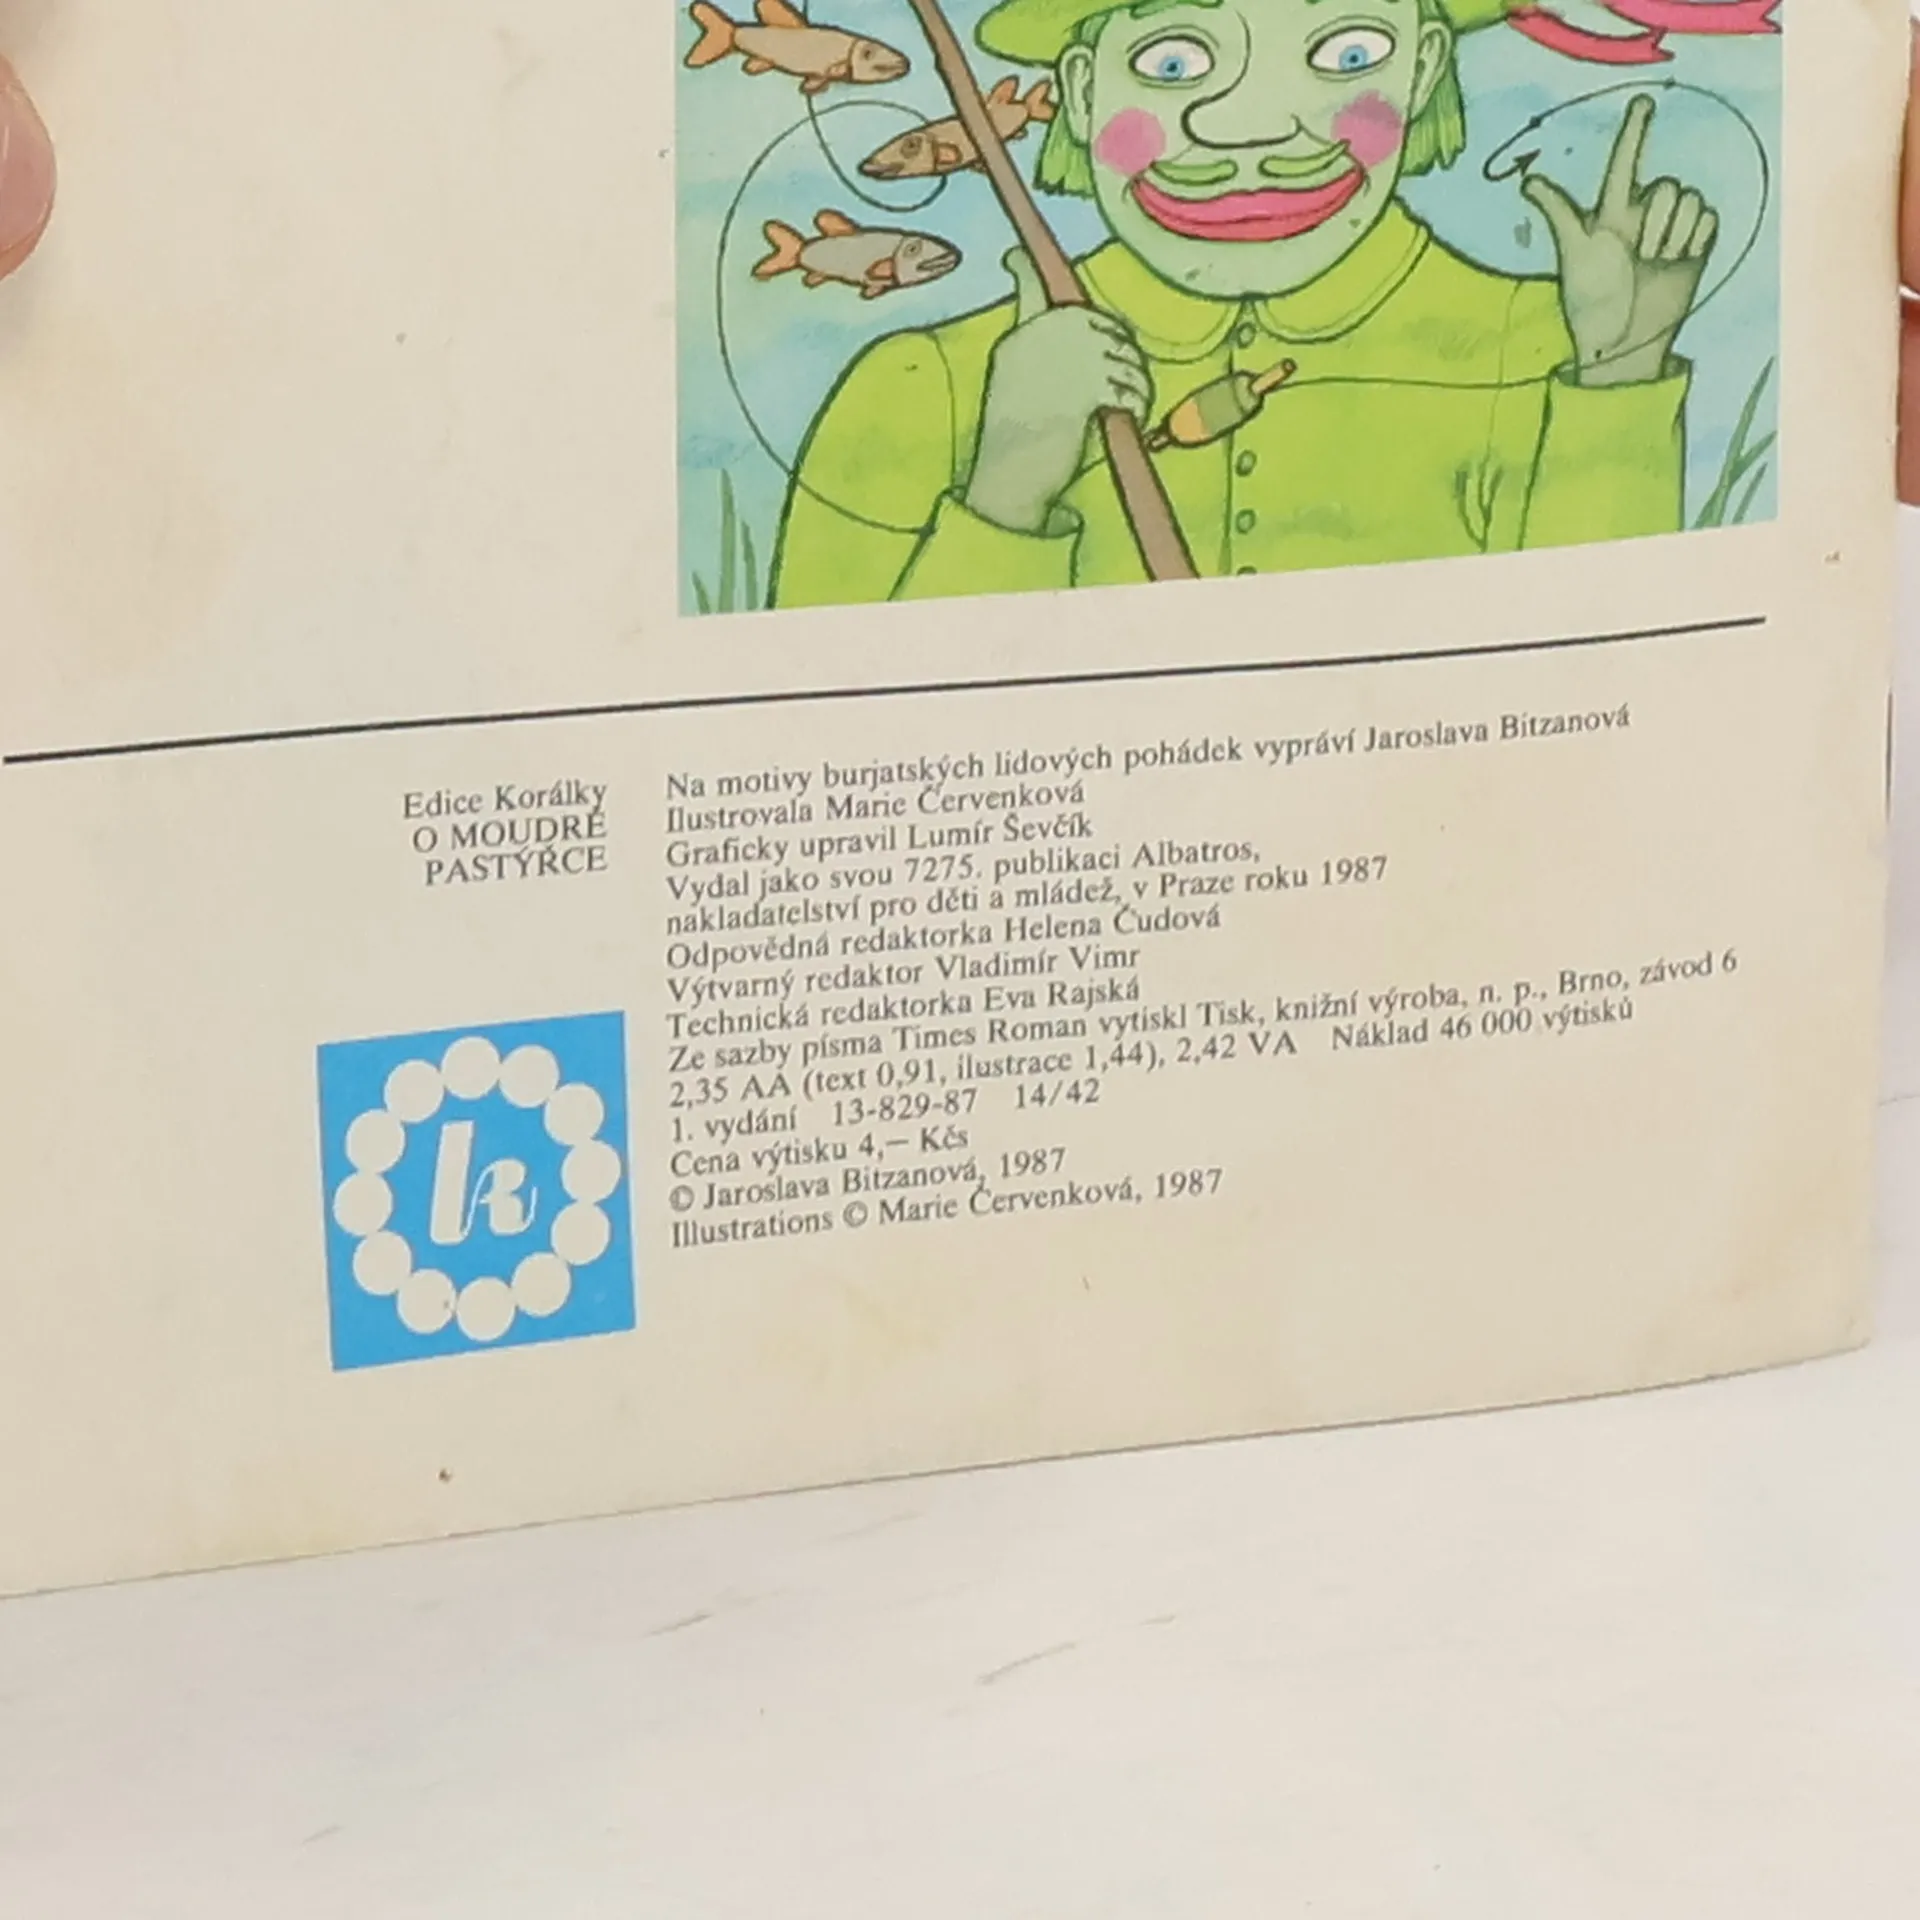 Edice Korálky
O MOUDRÉ
PASTÝŘCE
Na motivy burjatských lidových pohádek vypráví Jaroslava Bitzanová
Ilustrovala Marie Červenková
Graficky upravil Lumír Ševčík
Vydal jako svou 7275. publikaci Albatros,
nakladatelství pro děti a mládež, v Praze roku 1987
Odpovědná redaktorka Helena Čudová
Výtvarný redaktor Vladimír Vimr
Technická redaktorka Eva Rajská
Ze sazby písma Times Roman vytiskl Tisk, knižní výroba, n. p., Brno, závod 6
2,35 AA (text 0,91, ilustrace 1,44), 2,42 VA Náklad 46 000 výtisků
1. vydání 13-829-87 14/42
Cena výtisku 4,— Kčs
© Jaroslava Bitzanová, 1987
Illustrations © Marie Červenková, 1987
k